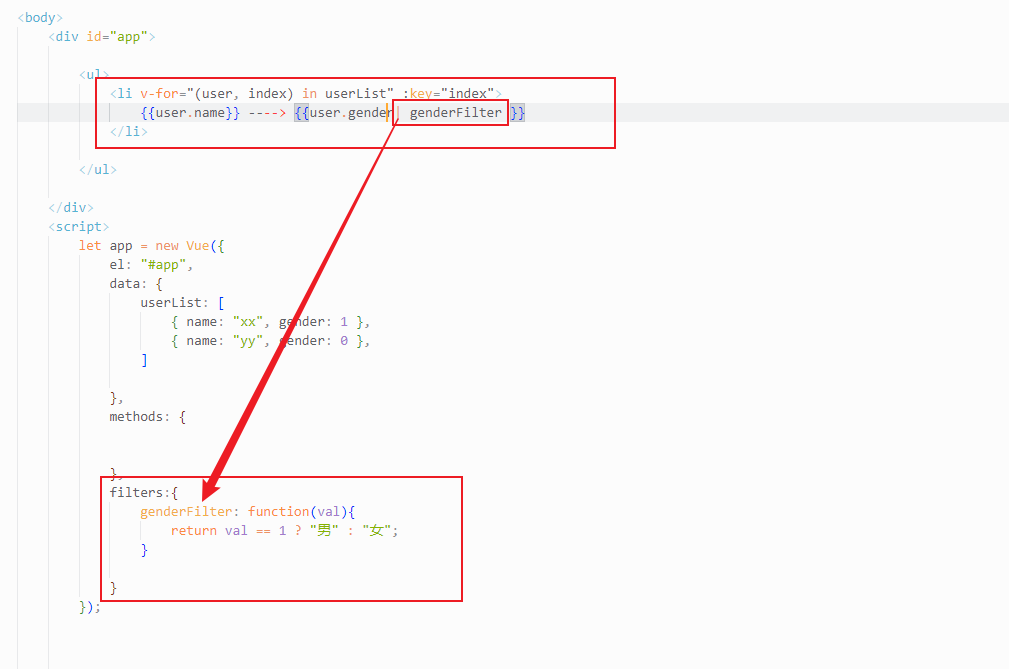 <body>
<div id="app">
<ul>
<li v-for="(user, index) in userList" :key="index">
{{user.name}} ----> {{user.gender| genderFilter }}
</li>
</ul>
</div>
<script>
let app = new Vue({
el: "#app",
data: {
userList: [
{ name: "xx", gender: 1 },
{ name: "yy", gender: 0 },
]
},
methods: {
},
filters:{
genderFilter: function(val){
return val == 1 ? "男" : "女";
}
}
});